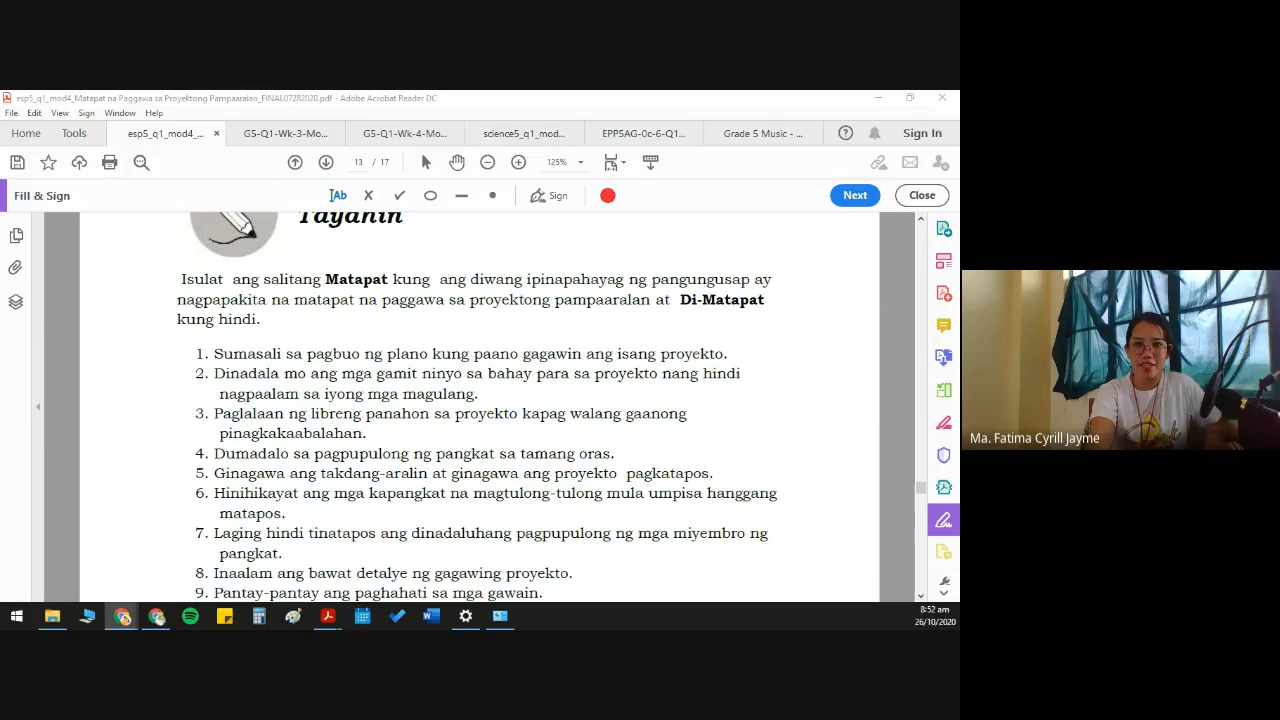 esp5_q1_mod4_Matapat na Paggawa sa Proyektong Pampaaralan_FINAL07282020.pdf - Adobe Acrobat Reader DC
File Edit View Sign Window Help
Home Tools esp5_q1_mod4_... × G5-Q1-Wk-3-Mo... G5-Q1-Wk-4-Mo... science5_q1_mod... EPP5AG-0c-6-Q1... Grade 5 Music - ... Sign In
13 / 17 125%
Fill & Sign Ab Sign Next Close
Tayahin
Isulat ang salitang Matapat kung ang diwang ipinapahayag ng pangungusap ay
nagpapakita na matapat na paggawa sa proyektong pampaaralan at Di-Matapat
kung hindi.
1. Sumasali sa pagbuo ng plano kung paano gagawin ang isang proyekto.
2. Dinadala mo ang mga gamit ninyo sa bahay para sa proyekto nang hindi
nagpaalam sa iyong mga magulang.
3. Paglalaan ng libreng panahon sa proyekto kapag walang gaanong
pinagkakaabalahan.
4. Dumadalo sa pagpupulong ng pangkat sa tamang oras.
5. Ginagawa ang takdang-aralin at ginagawa ang proyekto pagkatapos.
6. Hinihikayat ang mga kapangkat na magtulong-tulong mula umpisa hanggang
matapos.
7. Laging hindi tinatapos ang dinadaluhang pagpupulong ng mga miyembro ng
pangkat.
8. Inaalam ang bawat detalye ng gagawing proyekto.
9. Pantay-pantay ang paghahati sa mga gawain.
8:52 am
26/10/2020
Ma. Fatima Cyrill Jayme